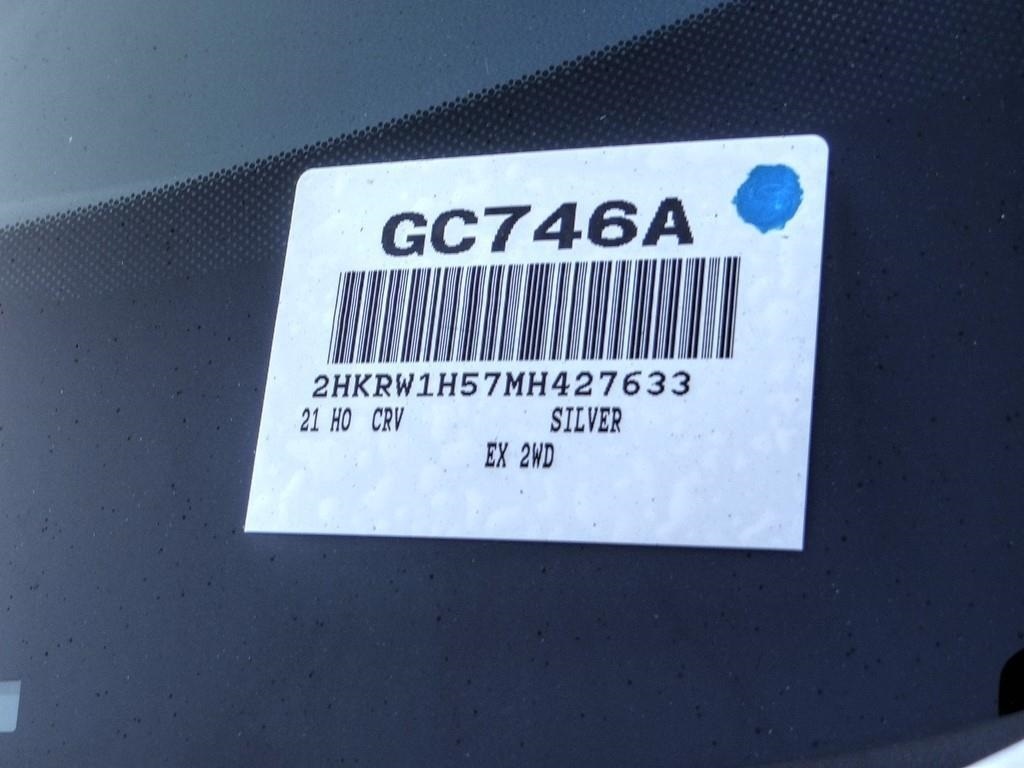 GC746A
2HKRW1H57MH427633
21 HO CRV SILVER
EX 2WD